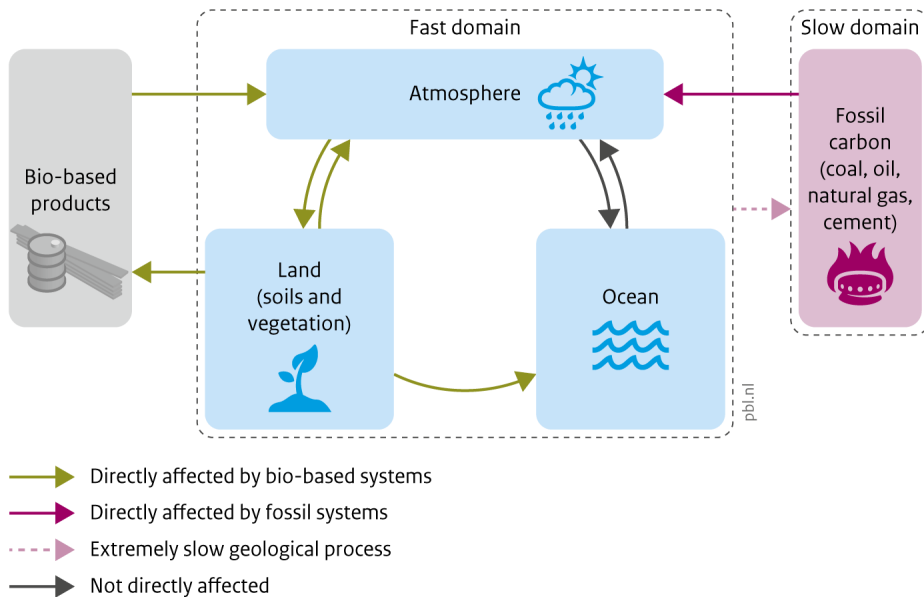 Fast domain
Slow domain
Atmosphere
Fossil
carbon
(coal, oil,
natural gas,
cement)
Bio-based
products
Land
(soils and
vegetation)
Ocean
pbl.nl
Directly affected by bio-based systems
Directly affected by fossil systems
Extremely slow geological process
Not directly affected